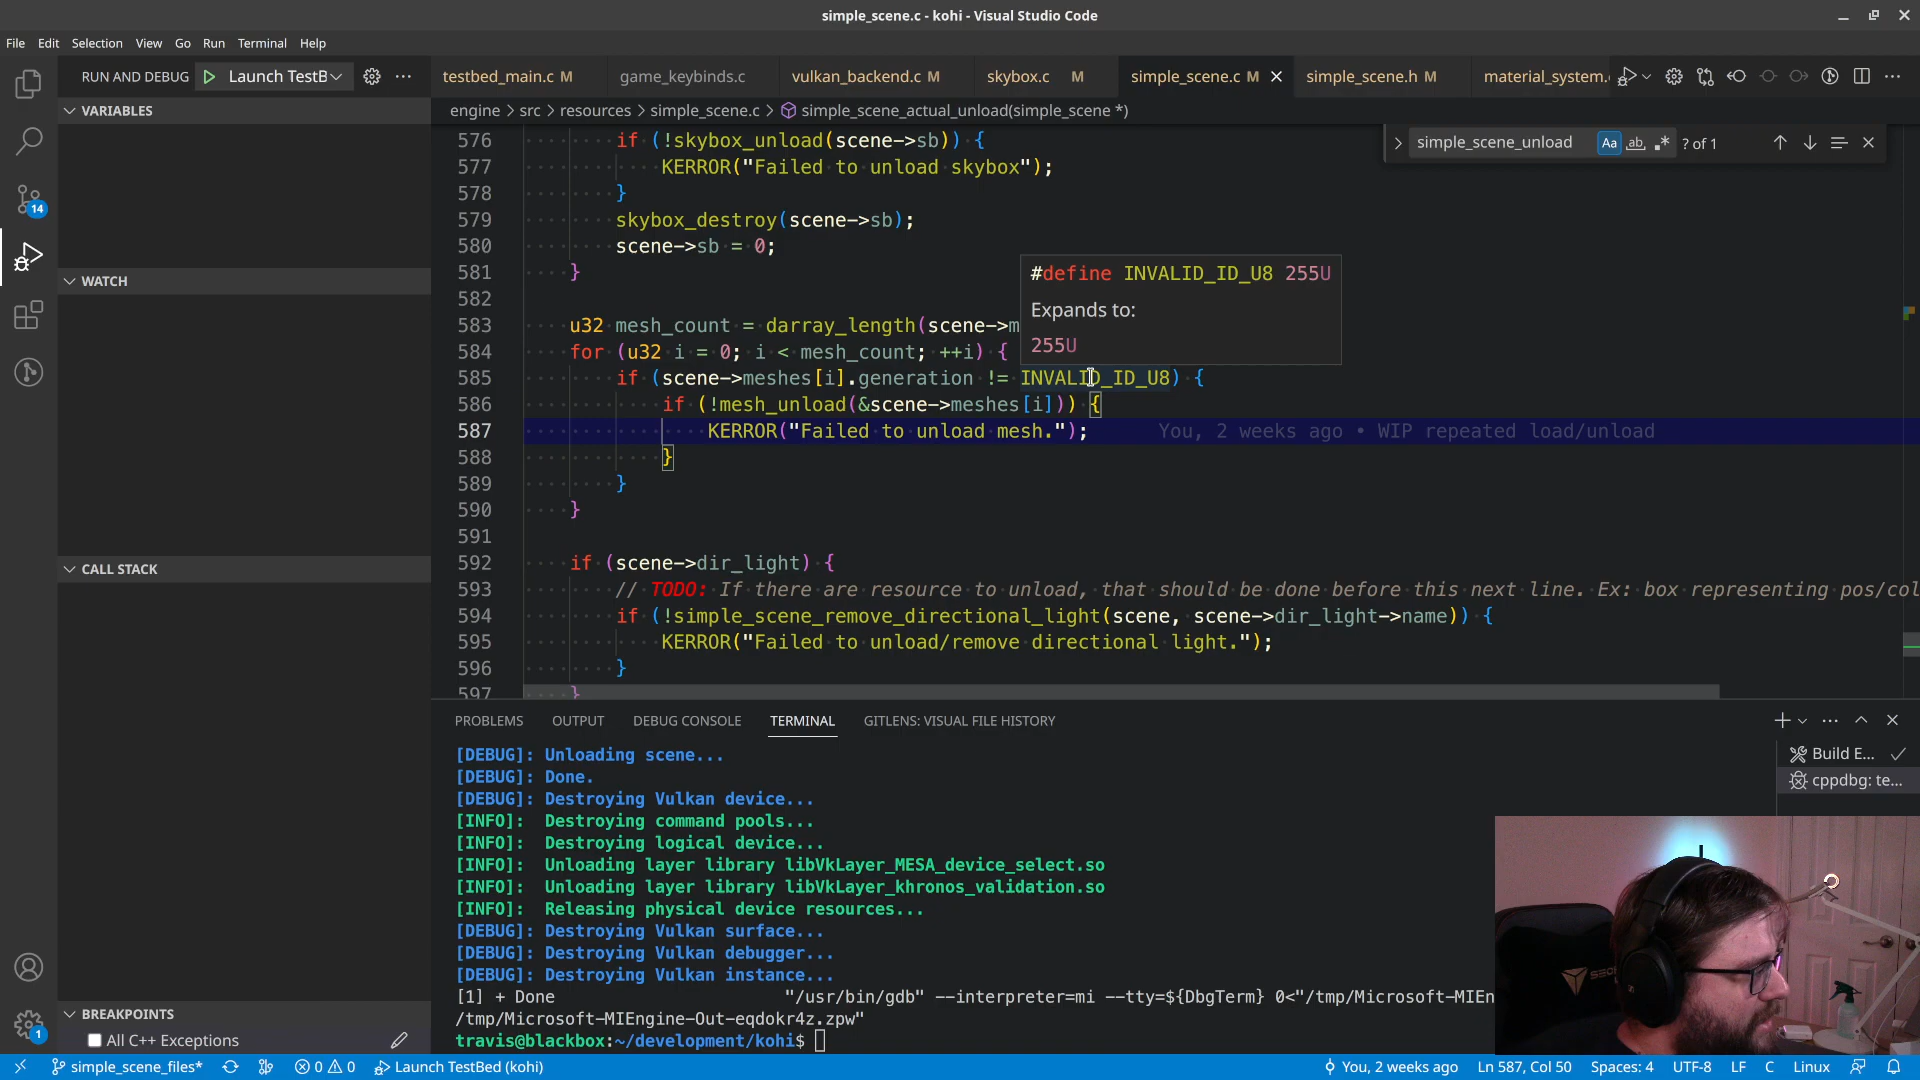 simple_scene.c - kohi - Visual Studio Code
File Edit Selection View Go Run Terminal Help
RUN AND DEBUG Launch TestB
testbed_main.c M game_keybinds.c vulkan_backend.c M skybox.c M simple_scene.c M simple_scene.h M material_system.
VARIABLES
engine > src > resources > simple_scene.c > simple_scene_actual_unload(simple_scene *)
simple_scene_unload Aa ab .* ? of 1
576 if (!skybox_unload(scene->sb)) {
577 KERROR("Failed to unload skybox");
578 }
579 skybox_destroy(scene->sb);
580 scene->sb = 0;
581 }
582
#define INVALID_ID_U8 255U
Expands to:
255U
583 u32 mesh_count = darray_length(scene->m
584 for (u32 i = 0; i < mesh_count; ++i) {
585 if (scene->meshes[i].generation != INVALID_ID_U8) {
586 if (!mesh_unload(&scene->meshes[i])) {
587 KERROR("Failed to unload mesh."); You, 2 weeks ago • WIP repeated load/unload
588 }
589 }
590 }
591
592 if (scene->dir_light) {
593 // TODO: If there are resource to unload, that should be done before this next line. Ex: box representing pos/col
594 if (!simple_scene_remove_directional_light(scene, scene->dir_light->name)) {
595 KERROR("Failed to unload/remove directional light.");
596 }
597 }
14
WATCH
CALL STACK
BREAKPOINTS
All C++ Exceptions
1
PROBLEMS OUTPUT DEBUG CONSOLE TERMINAL GITLENS: VISUAL FILE HISTORY
[DEBUG]: Unloading scene...
[DEBUG]: Done.
[DEBUG]: Destroying Vulkan device...
[INFO]: Destroying command pools...
[INFO]: Destroying logical device...
[INFO]: Unloading layer library libVkLayer_MESA_device_select.so
[INFO]: Unloading layer library libVkLayer_khronos_validation.so
[INFO]: Releasing physical device resources...
[DEBUG]: Destroying Vulkan surface...
[DEBUG]: Destroying Vulkan debugger...
[DEBUG]: Destroying Vulkan instance...
[1] + Done "/usr/bin/gdb" --interpreter=mi --tty=${DbgTerm} 0<"/tmp/Microsoft-MIEn
/tmp/Microsoft-MIEngine-Out-eqdokr4z.zpw"
travis@blackbox:~/development/kohi$
Build E...
cppdbg: te...
simple_scene_files* 0 0 Launch TestBed (kohi) You, 2 weeks ago Ln 587, Col 50 Spaces: 4 UTF-8 LF C Linux